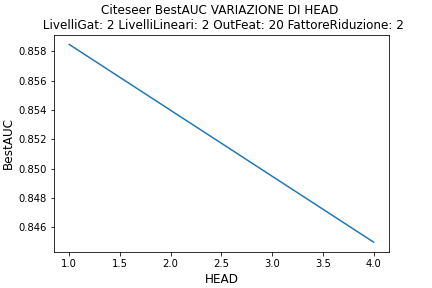 Citeseer BestAUC VARIAZIONE DI HEAD
LivelliGat: 2 LivelliLineari: 2 OutFeat: 20 FattoreRiduzione: 2
0.858
0.856
0.854
0.852
0.850
0.848
0.846
BestAUC
1.0 1.5 2.0 2.5 3.0 3.5 4.0
HEAD